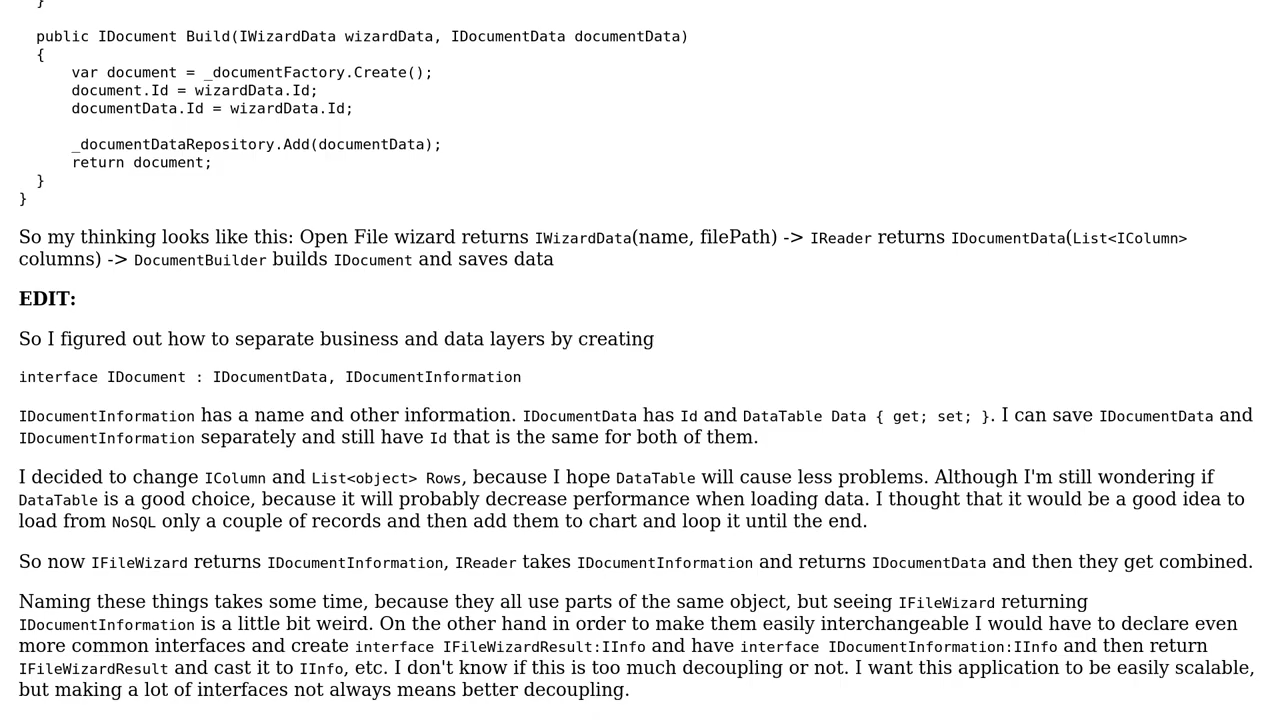 }
public IDocument Build(IWizardData wizardData, IDocumentData documentData)
{
var document = _documentFactory.Create();
document.Id = wizardData.Id;
documentData.Id = wizardData.Id;
_documentDataRepository.Add(documentData);
return document;
}
}
So my thinking looks like this: Open File wizard returns IWizardData(name, filePath) -> IReader returns IDocumentData(List<IColumn>
columns) -> DocumentBuilder builds IDocument and saves data
EDIT:
So I figured out how to separate business and data layers by creating
interface IDocument : IDocumentData, IDocumentInformation
IDocumentInformation has a name and other information. IDocumentData has Id and DataTable Data { get; set; }. I can save IDocumentData and
IDocumentInformation separately and still have Id that is the same for both of them.
I decided to change IColumn and List<object> Rows, because I hope DataTable will cause less problems. Although I'm still wondering if
DataTable is a good choice, because it will probably decrease performance when loading data. I thought that it would be a good idea to
load from NoSQL only a couple of records and then add them to chart and loop it until the end.
So now IFileWizard returns IDocumentInformation, IReader takes IDocumentInformation and returns IDocumentData and then they get combined.
Naming these things takes some time, because they all use parts of the same object, but seeing IFileWizard returning
IDocumentInformation is a little bit weird. On the other hand in order to make them easily interchangeable I would have to declare even
more common interfaces and create interface IFileWizardResult:IInfo and have interface IDocumentInformation:IInfo and then return
IFileWizardResult and cast it to IInfo, etc. I don't know if this is too much decoupling or not. I want this application to be easily scalable,
but making a lot of interfaces not always means better decoupling.